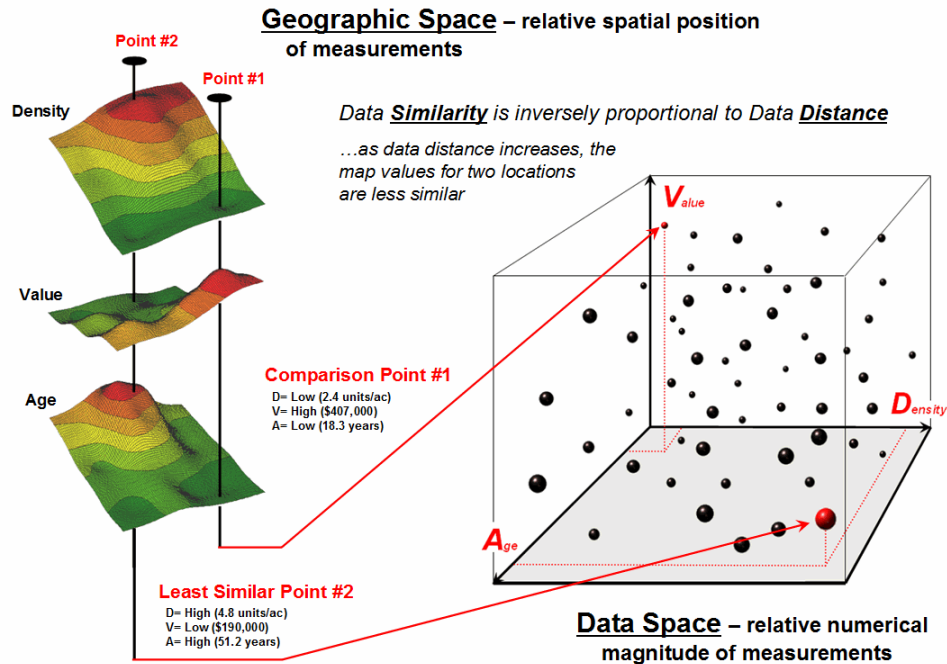 Geographic Space – relative spatial position
of measurements
Point #2
Point #1
Density
Data Similarity is inversely proportional to Data Distance
…as data distance increases, the
map values for two locations
are less similar
Value
Value
Age
Comparison Point #1
D= Low (2.4 units/ac)
V= High ($407,000)
A= Low (18.3 years)
Density
Age
Least Similar Point #2
D= High (4.8 units/ac)
V= Low ($190,000)
A= High (51.2 years)
Data Space – relative numerical
magnitude of measurements